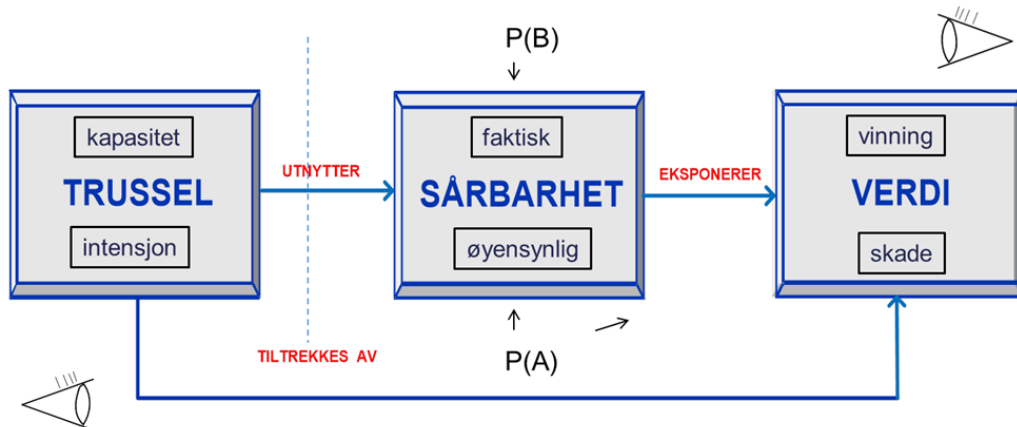 P(B)
kapasitet
TRUSSEL
intensjon
UTNYTTER
faktisk
SÅRBARHET
øyensynlig
EKSPONERER
vinning
VERDI
skade
TILTREKKES AV
P(A)